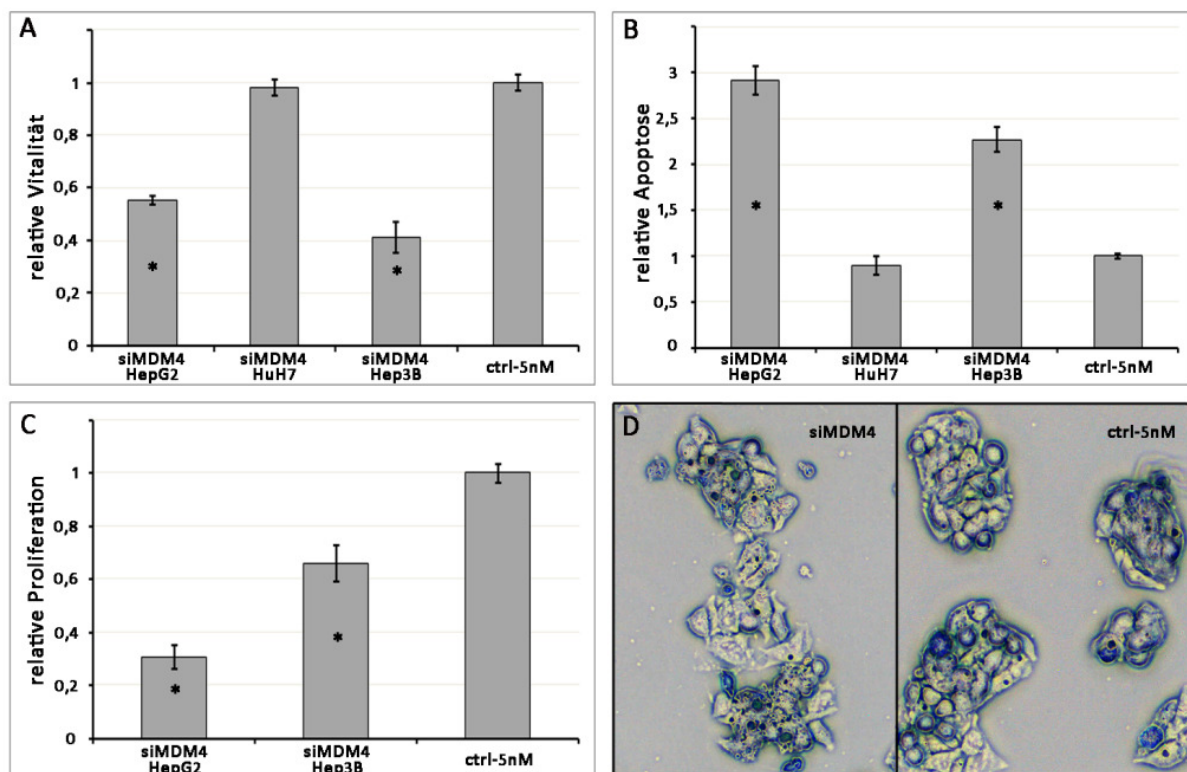 A
relative Vitalität
1
0,8
0,6
0,4
0,2
0
*
*
siMDM4 siMDM4 siMDM4 ctrl-5nM
HepG2 HuH7 Hep3B
B
relative Apoptose
3
2,5
2
1,5
1
0,5
0
*
*
siMDM4 siMDM4 siMDM4 ctrl-5nM
HepG2 HuH7 Hep3B
C
relative Proliferation
1
0,8
0,6
0,4
0,2
0
*
*
siMDM4 siMDM4 ctrl-5nM
HepG2 Hep3B
D
siMDM4
ctrl-5nM